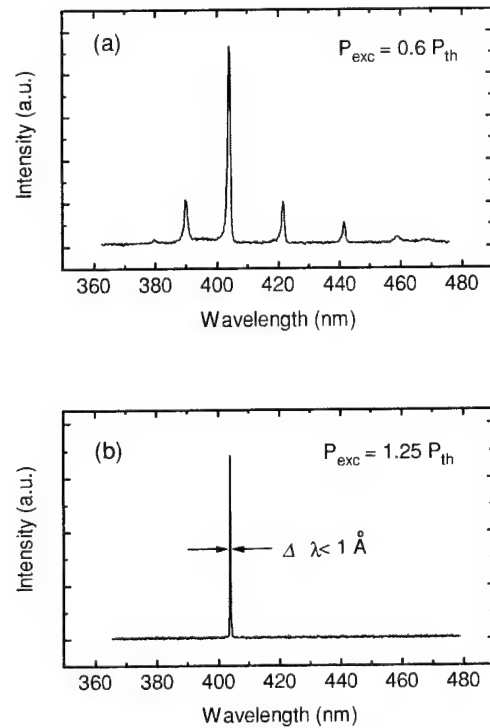 (a)
P_exc = 0.6 P_th
Intensity (a.u.)
360 380 400 420 440 460 480
Wavelength (nm)
(b)
P_exc = 1.25 P_th
Δ λ< 1 Å
Intensity (a.u.)
360 380 400 420 440 460 480
Wavelength (nm)